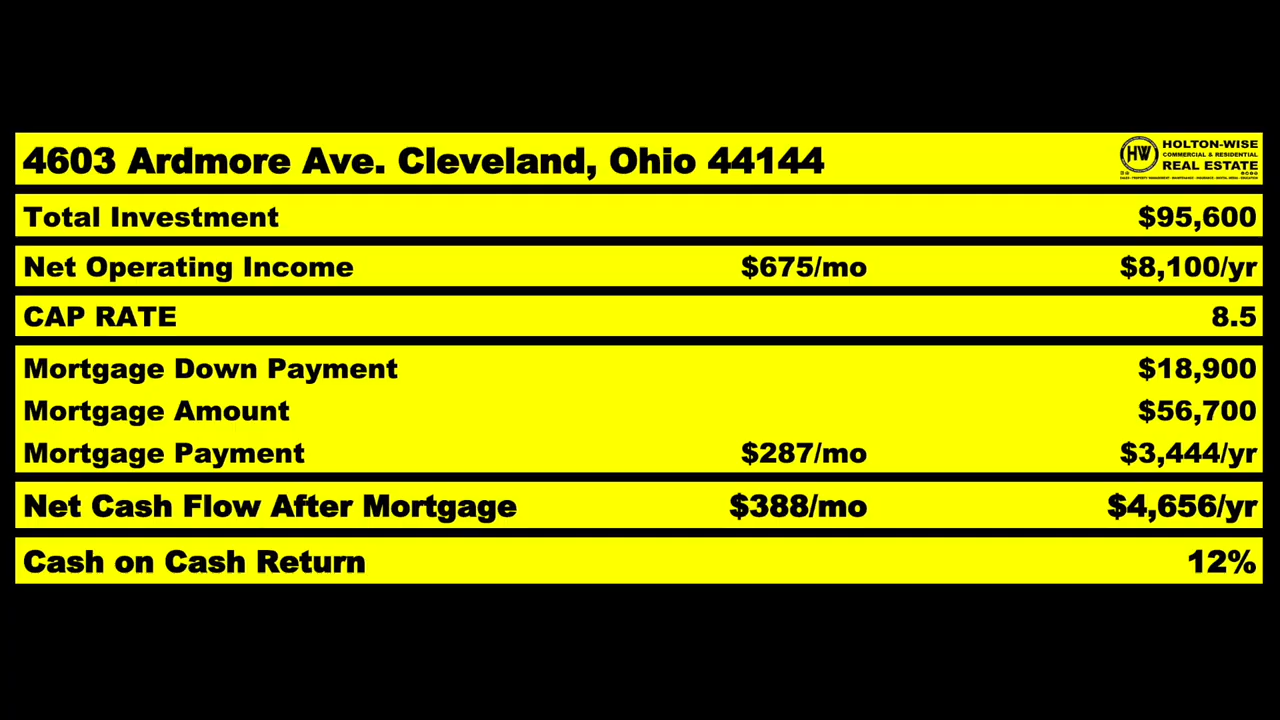 4603 Ardmore Ave. Cleveland, Ohio 44144
HW
HOLTON-WISE
COMMERCIAL & RESIDENTIAL
REAL ESTATE
Total Investment $95,600
Net Operating Income $675/mo $8,100/yr
CAP RATE 8.5
Mortgage Down Payment $18,900
Mortgage Amount $56,700
Mortgage Payment $287/mo $3,444/yr
Net Cash Flow After Mortgage $388/mo $4,656/yr
Cash on Cash Return 12%